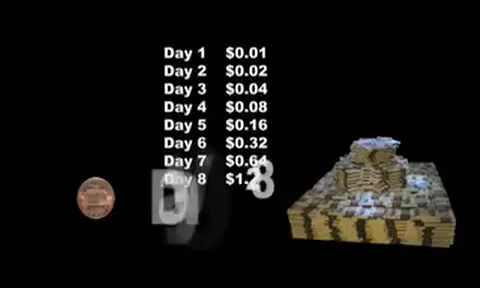 Day 1 $0.01
Day 2 $0.02
Day 3 $0.04
Day 4 $0.08
Day 5 $0.16
Day 6 $0.32
Day 7 $0.64
Day 8